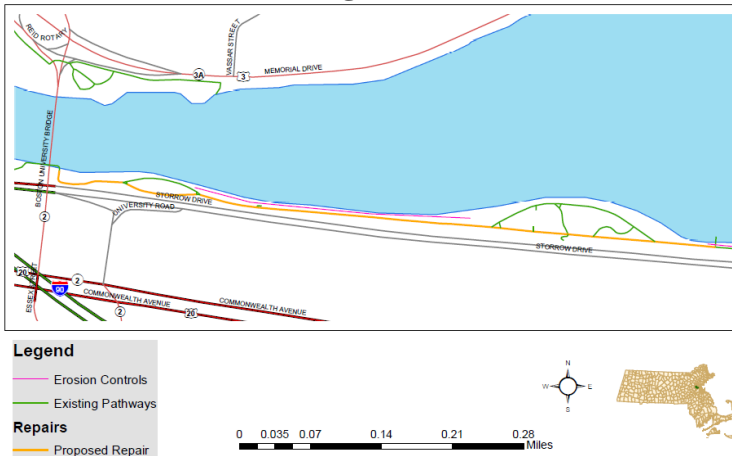 REID ROTARY
VASSAR STREET
3A
3
MEMORIAL DRIVE
BOSTON UNIVERSITY BRIDGE
STORROW DRIVE
UNIVERSITY ROAD
2
STORROW DRIVE
20
2
ESSEX STREET
90
COMMONWEALTH AVENUE
COMMONWEALTH AVENUE
2
20
Legend
Erosion Controls
Existing Pathways
Repairs
Proposed Repair
N
W E
S
0 0.035 0.07 0.14 0.21 0.28
Miles